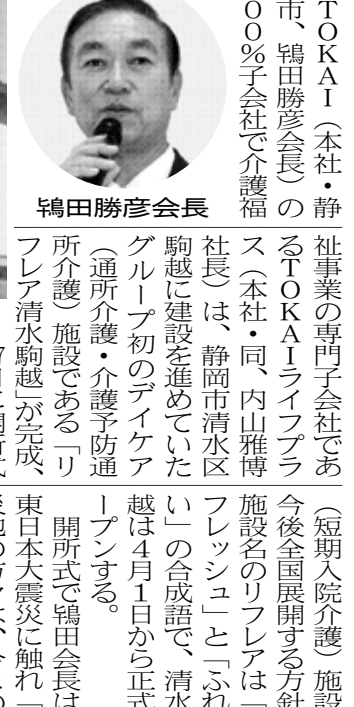 TOKAI（本社・静
市、鴇田勝彦会長）の
００％子会社で介護福
鴇田勝彦会長
祉事業の専門子会社であ
るTOKAIライフプラ
ス（本社・同、内山雅博
社長）は、静岡市清水区
駒越に建設を進めていた
グループ初のデイケア
（通所介護・介護予防通
所介護）施設である「リ
フレア清水駒越」が完成、
（短期入院介護）施設
今後全国展開する方針
施設名のリフレアは「
フレッシュ」と「ふれ
い」の合成語で、清水
越は４月１日から正式
ープンする。
開所式で鴇田会長は
東日本大震災に触れ「